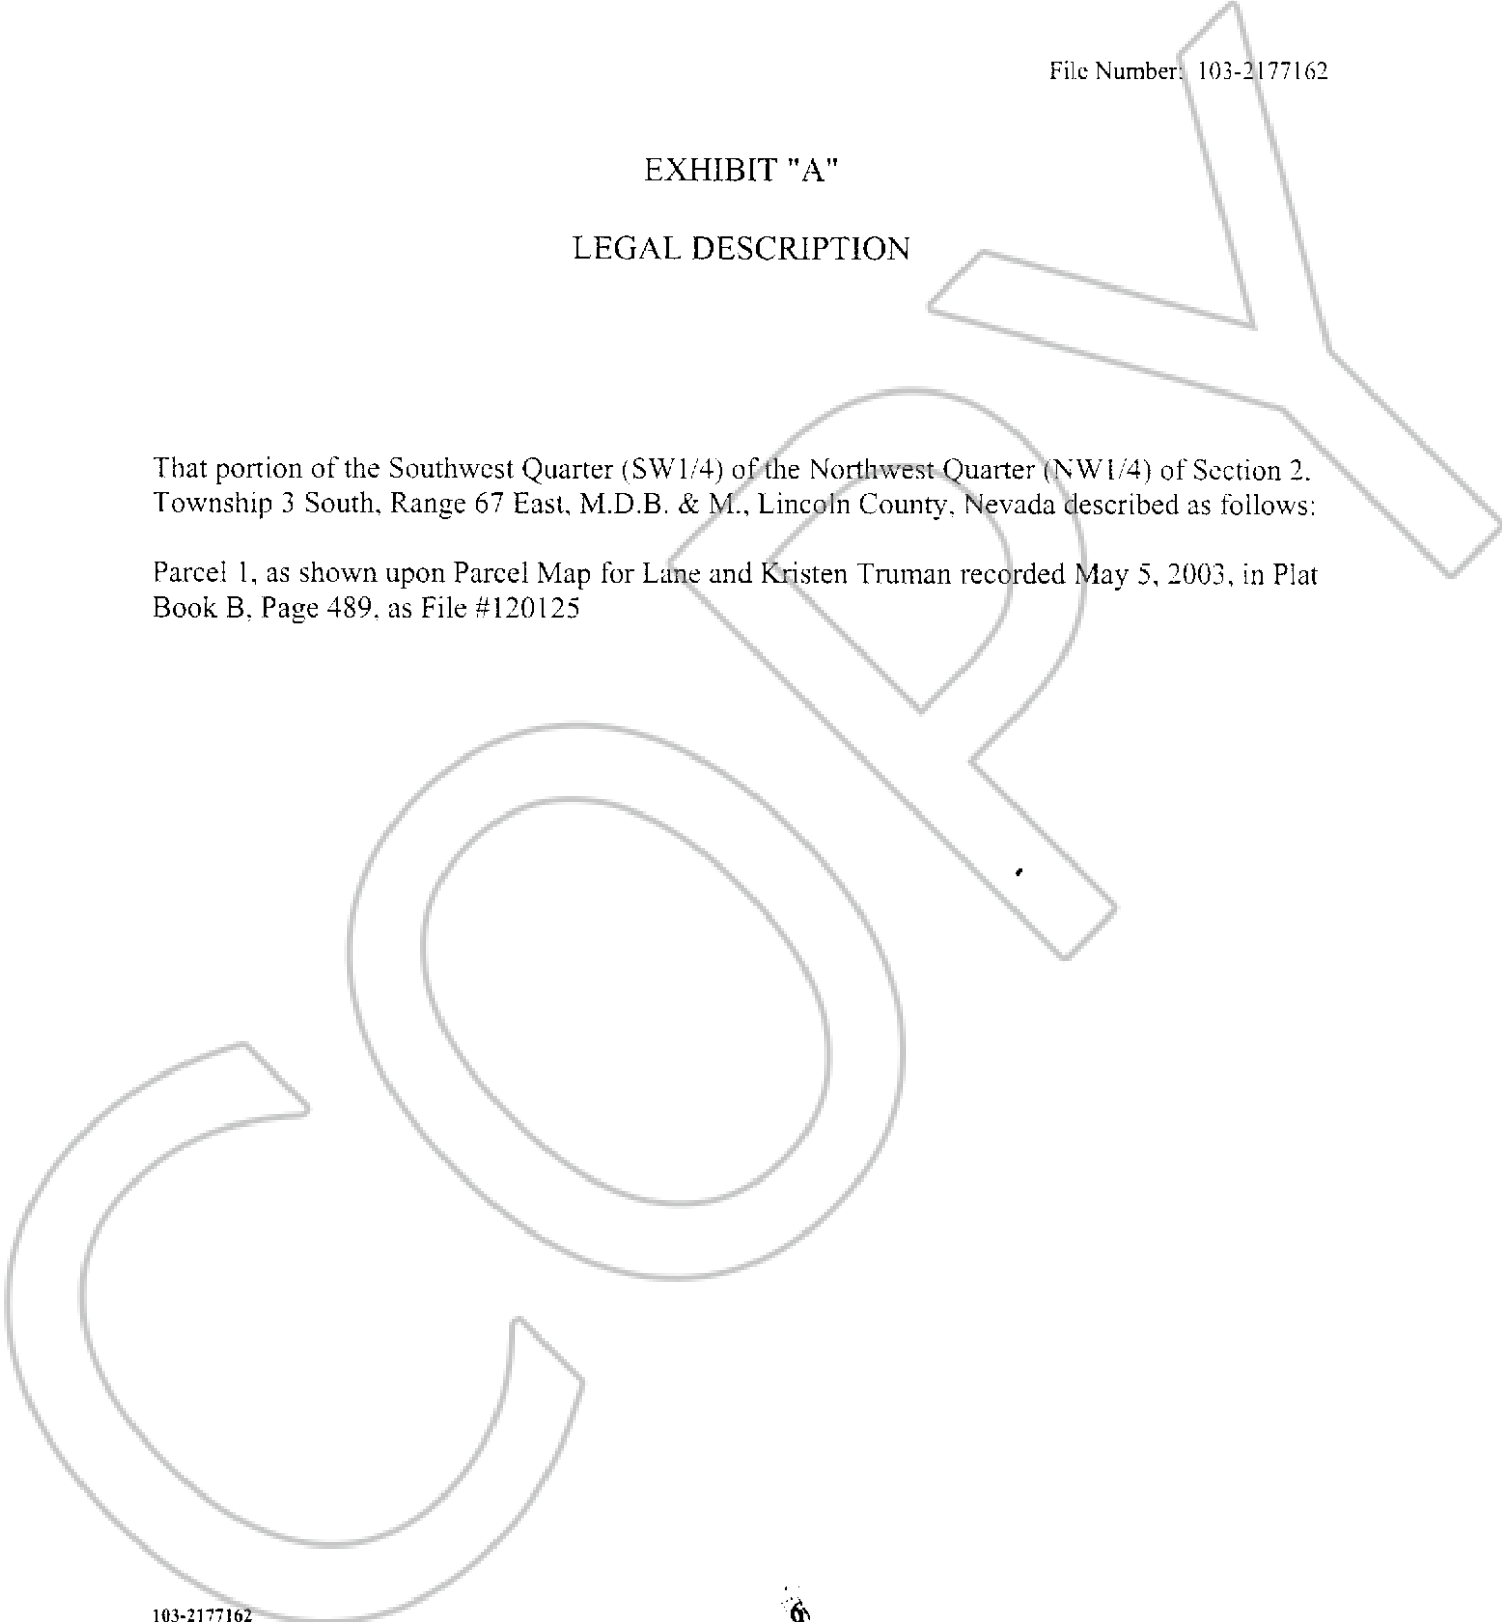 File Number: 103-2177162
EXHIBIT "A"
LEGAL DESCRIPTION
That portion of the Southwest Quarter (SW1/4) of the Northwest Quarter (NW1/4) of Section 2.
Township 3 South, Range 67 East, M.D.B. & M., Lincoln County, Nevada described as follows:
Parcel 1, as shown upon Parcel Map for Lane and Kristen Truman recorded May 5, 2003, in Plat
Book B, Page 489, as File #120125
COPY
103-2177162
6